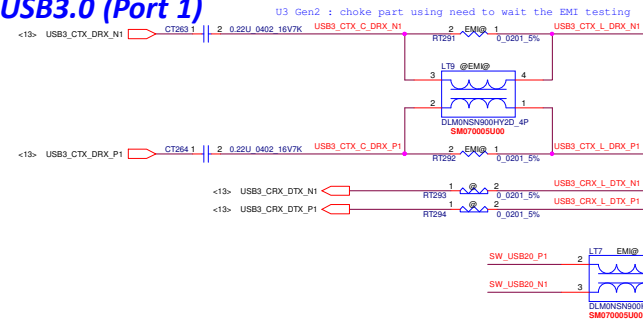 USB3.0 (Port 1)
U3 Gen2 : choke part using need to wait the EMI testing
<13> USB3_CTX_DRX_N1 CT263 1 2 0.22U_0402_16V7K USB3_CTX_C_DRX_N1 2 EMI@ 1 USB3_CTX_L_DRX_N1
RT291 0_0201_5%
LT9 @EMI@
3 4
2 1
DLM0NSN900HY2D_4P
SM070005U00
<13> USB3_CTX_DRX_P1 CT264 1 2 0.22U_0402_16V7K USB3_CTX_C_DRX_P1 2 EMI@ 1 USB3_CTX_L_DRX_P1
RT292 0_0201_5%
<13> USB3_CRX_DTX_N1 1 @ 2 USB3_CRX_L_DTX_N1
RT293 0_0201_5%
<13> USB3_CRX_DTX_P1 1 @ 2 USB3_CRX_L_DTX_P1
RT294 0_0201_5%
LT7 EMI@
SW_USB20_P1 2
SW_USB20_N1 3
DLM0NSN900H
SM070005U00